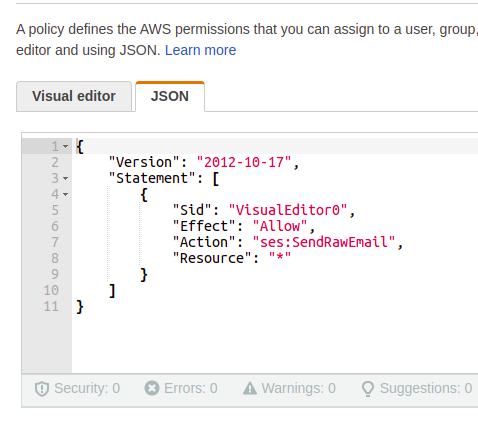 A policy defines the AWS permissions that you can assign to a user, group,
editor and using JSON. Learn more
Visual editor JSON
1 {
2 "Version": "2012-10-17",
3 "Statement": [
4 {
5 "Sid": "VisualEditor0",
6 "Effect": "Allow",
7 "Action": "ses:SendRawEmail",
8 "Resource": "*"
9 }
10 ]
11 }
Security: 0 Errors: 0 Warnings: 0 Suggestions: 0